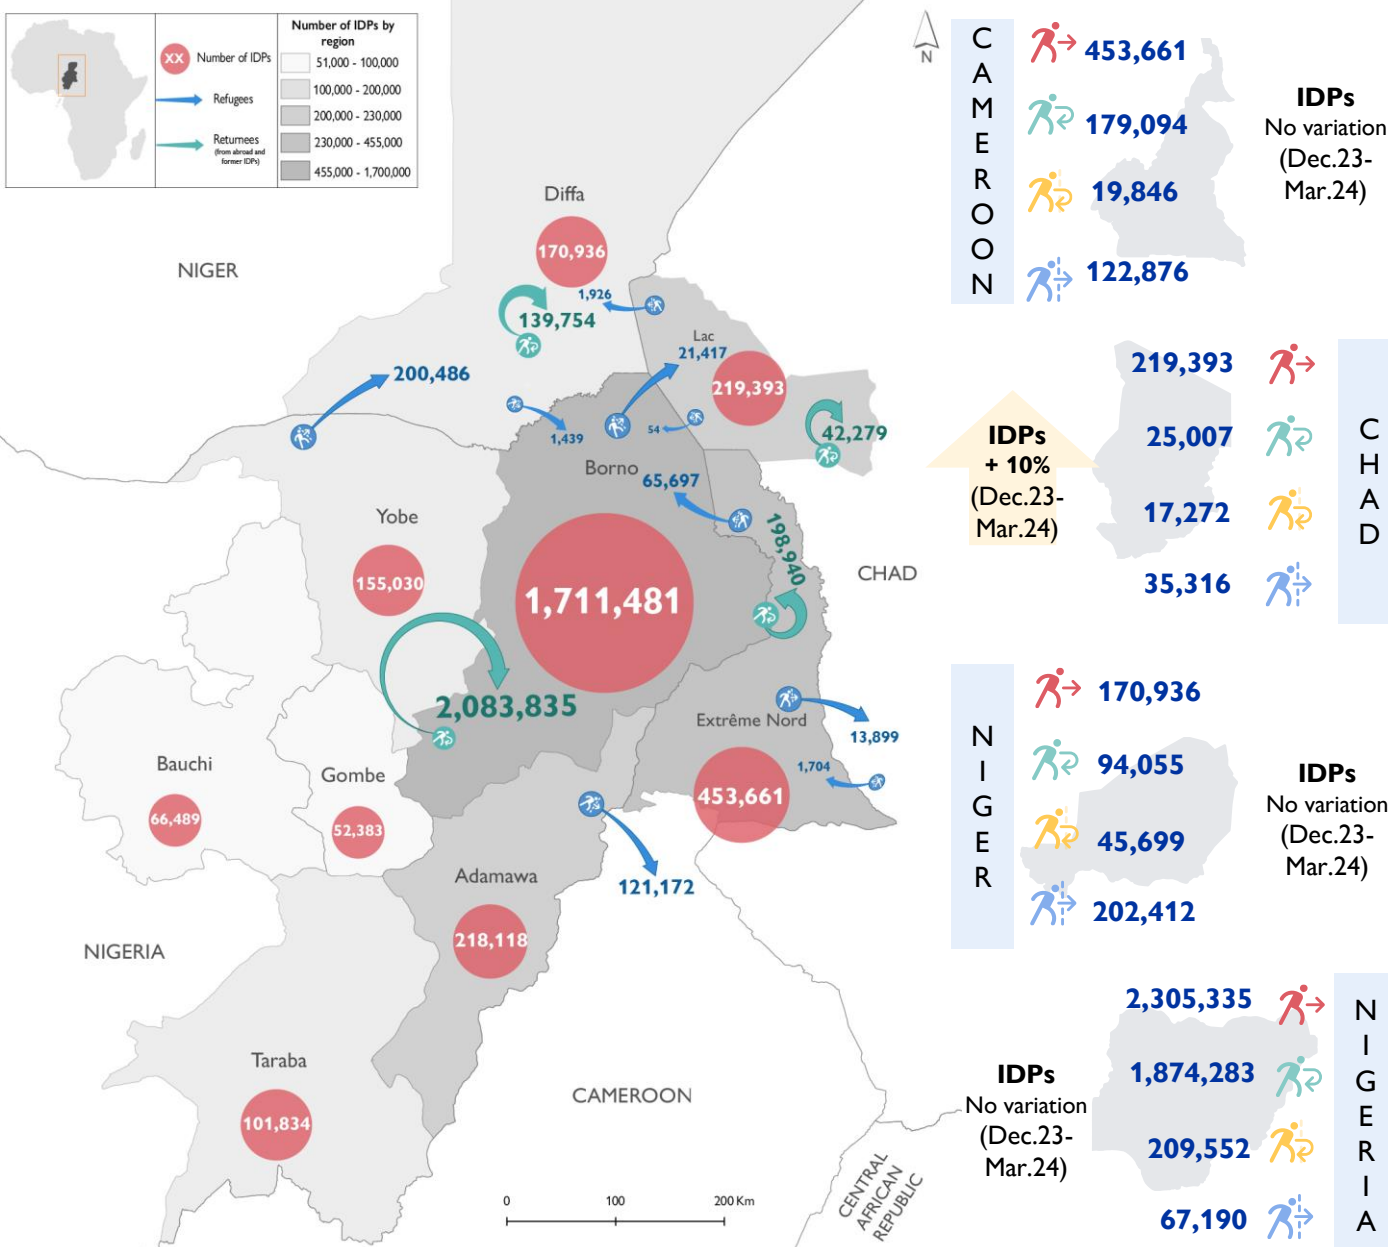 XX
Number of IDPs
Refugees
Returnees
(from abroad and
former IDPs)
Number of IDPs by
region
51,000 - 100,000
100,000 - 200,000
200,000 - 230,000
230,000 - 455,000
455,000 - 1,700,000
N
Diffa
170,936
NIGER
1,926
139,754
Lac
21,417
219,393
200,486
1,439
54
42,279
Borno
65,697
Yobe
198,940
155,030
1,711,481
CHAD
2,083,835
Extrême Nord
13,899
Bauchi
Gombe
1,704
453,661
66,489
52,383
Adamawa
121,172
218,118
NIGERIA
Taraba
CAMEROON
101,834
CENTRAL
AFRICAN
REPUBLIC
0 100 200 Km
CAMEROON
453,661
179,094
19,846
122,876
IDPs
No variation
(Dec.23-
Mar.24)
219,393
25,007
17,272
35,316
IDPs
+ 10%
(Dec.23-
Mar.24)
CHAD
NIGER
170,936
94,055
45,699
202,412
IDPs
No variation
(Dec.23-
Mar.24)
2,305,335
1,874,283
209,552
67,190
IDPs
No variation
(Dec.23-
Mar.24)
NIGERIA